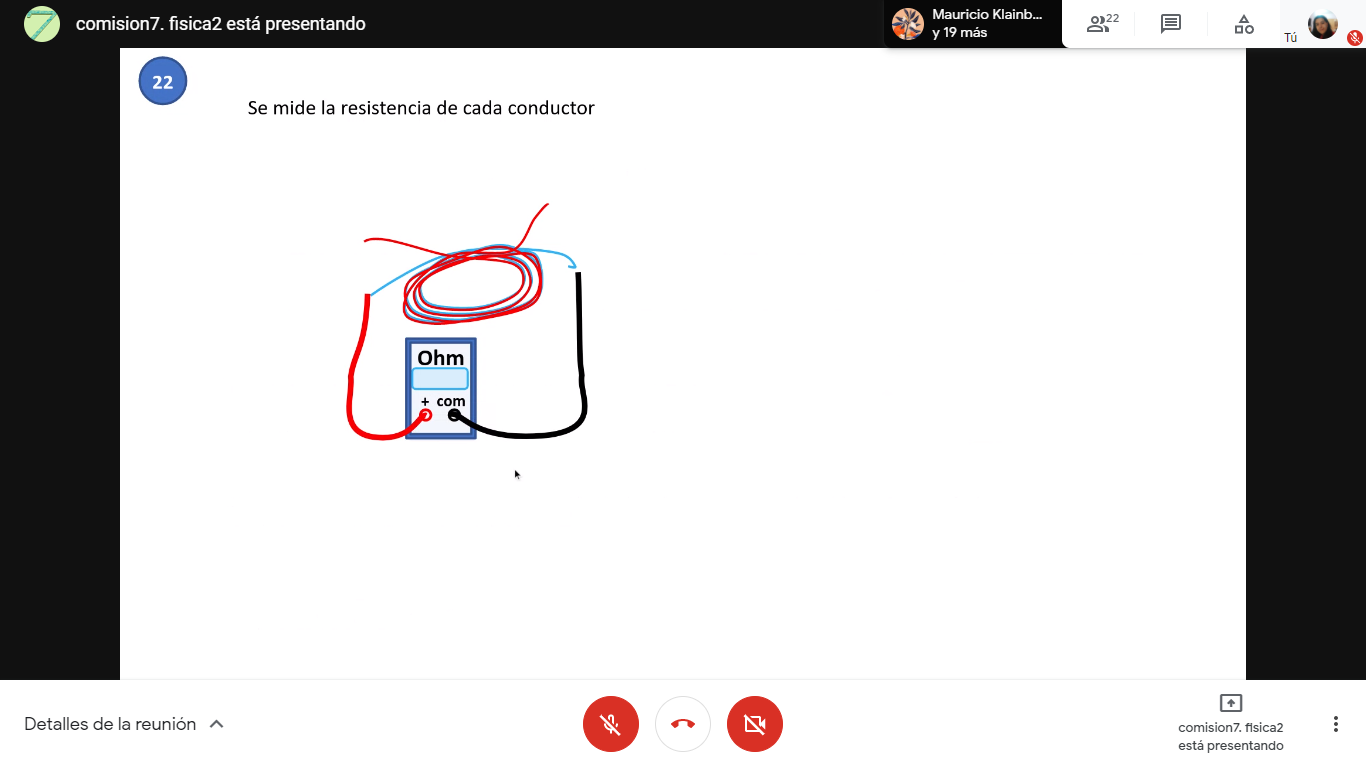 comision7. fisica2 está presentando
Mauricio Klainb...
y 19 más
22
Tú
22
Se mide la resistencia de cada conductor
Ohm
+ com
Detalles de la reunión
comision7. fisica2
está presentando